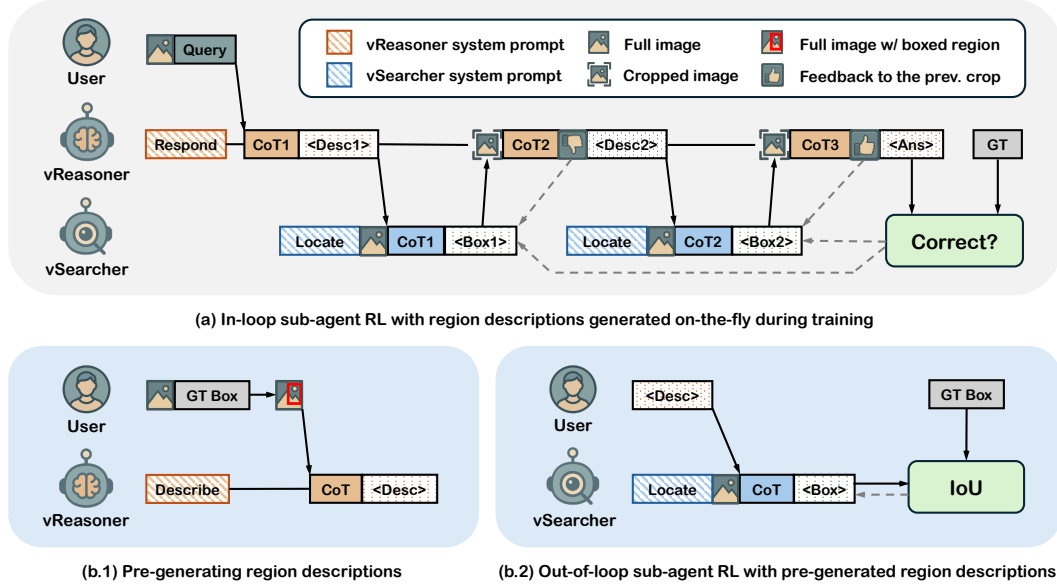 User
Query
vReasoner system prompt
Full image
Full image w/ boxed region
vSearcher system prompt
Cropped image
Feedback to the prev. crop
vReasoner
Respond
CoT1
<Desc1>
CoT2
<Desc2>
CoT3
<Ans>
GT
vSearcher
Locate
CoT1
<Box1>
Locate
CoT2
<Box2>
Correct?
(a) In-loop sub-agent RL with region descriptions generated on-the-fly during training
User
GT Box
vReasoner
Describe
CoT
<Desc>
(b.1) Pre-generating region descriptions
User
<Desc>
GT Box
vSearcher
Locate
CoT
<Box>
IoU
(b.2) Out-of-loop sub-agent RL with pre-generated region descriptions